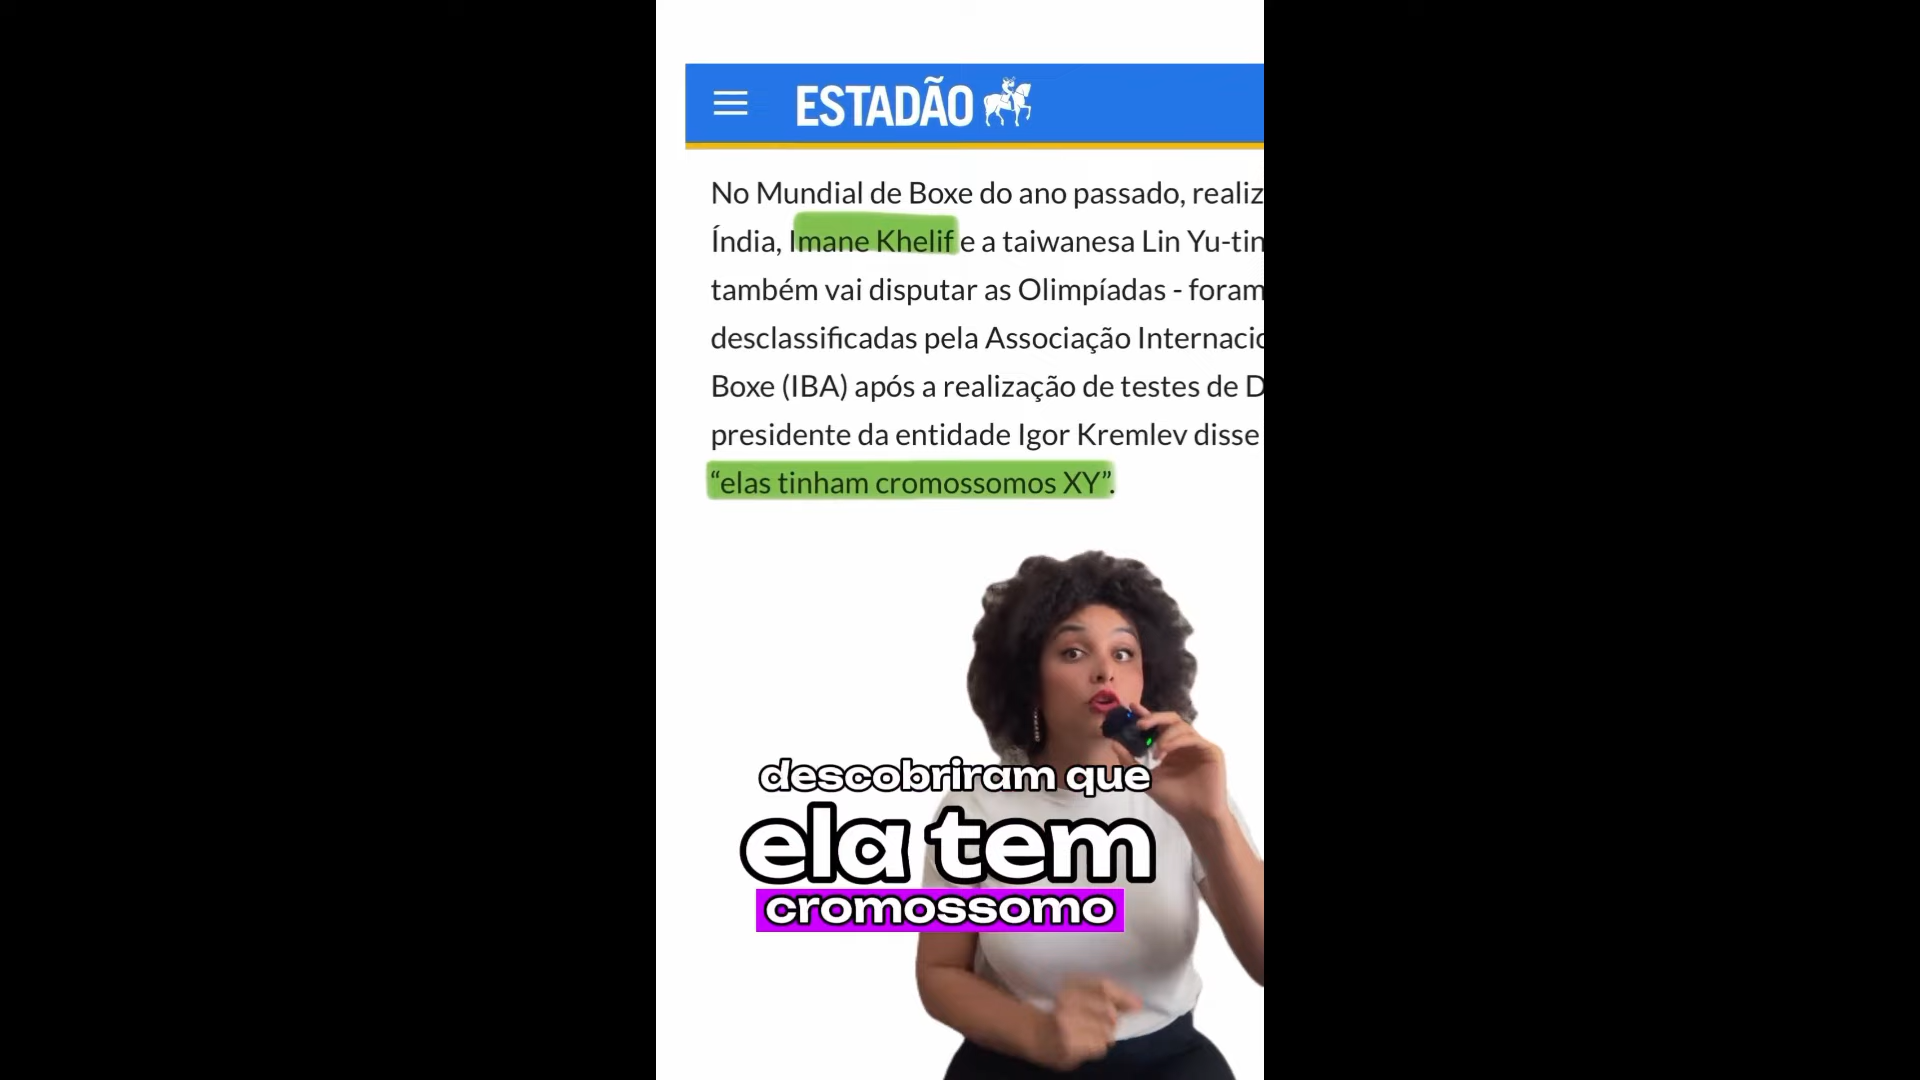 ESTADÃO
No Mundial de Boxe do ano passado, realiz
Índia, Imane Khelif e a taiwanesa Lin Yu-tin
também vai disputar as Olimpíadas - foram
desclassificadas pela Associação Internacio
Boxe (IBA) após a realização de testes de D
presidente da entidade Igor Kremlev disse
“elas tinham cromossomos XY”.
descobriram que
ela tem
cromossomo